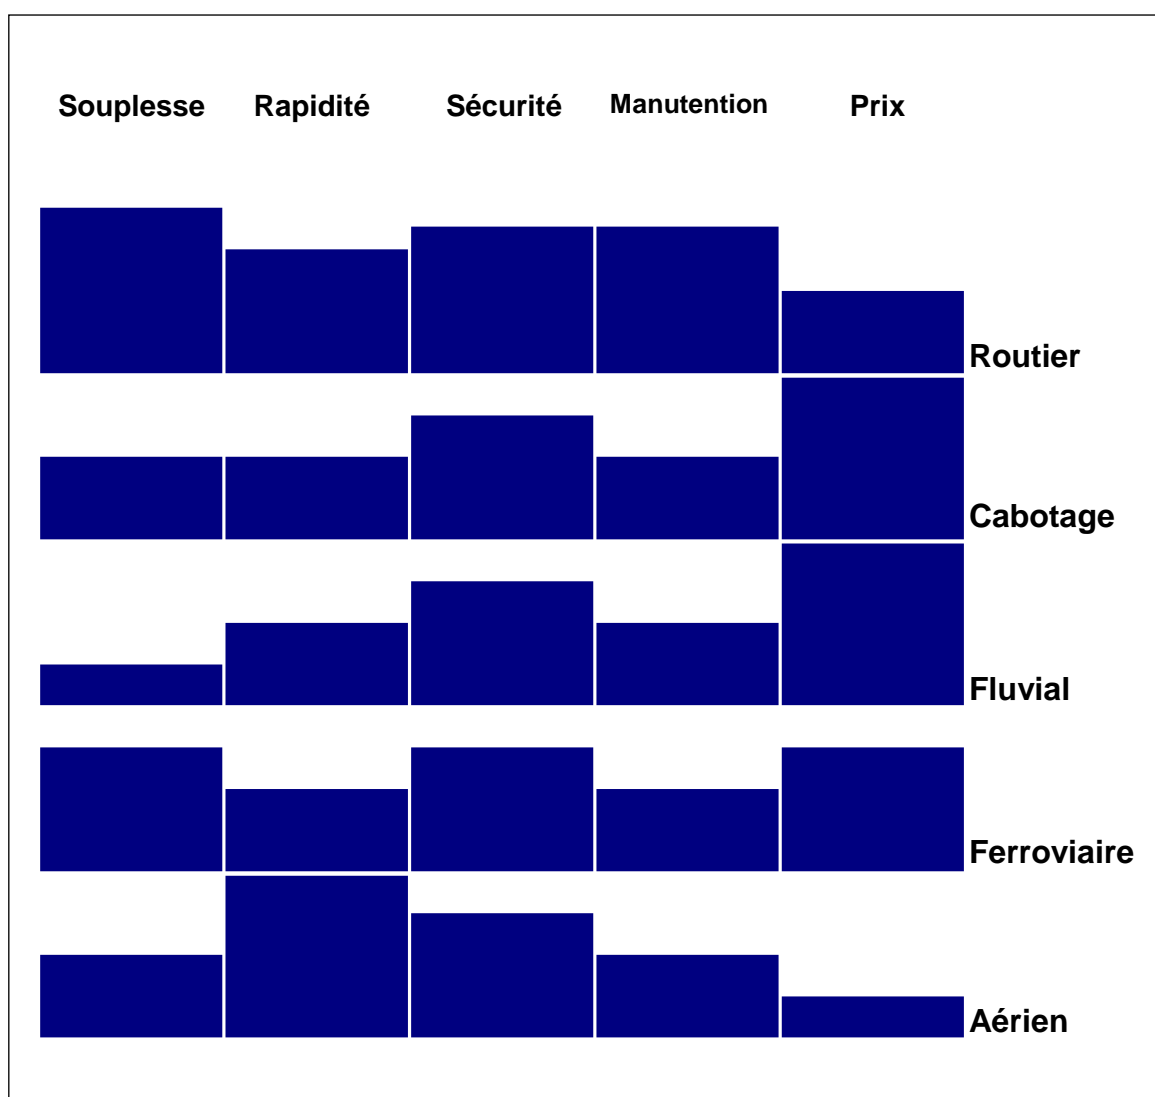 Souplesse Rapidité Sécurité Manutention Prix
Routier
Cabotage
Fluvial
Ferroviaire
Aérien